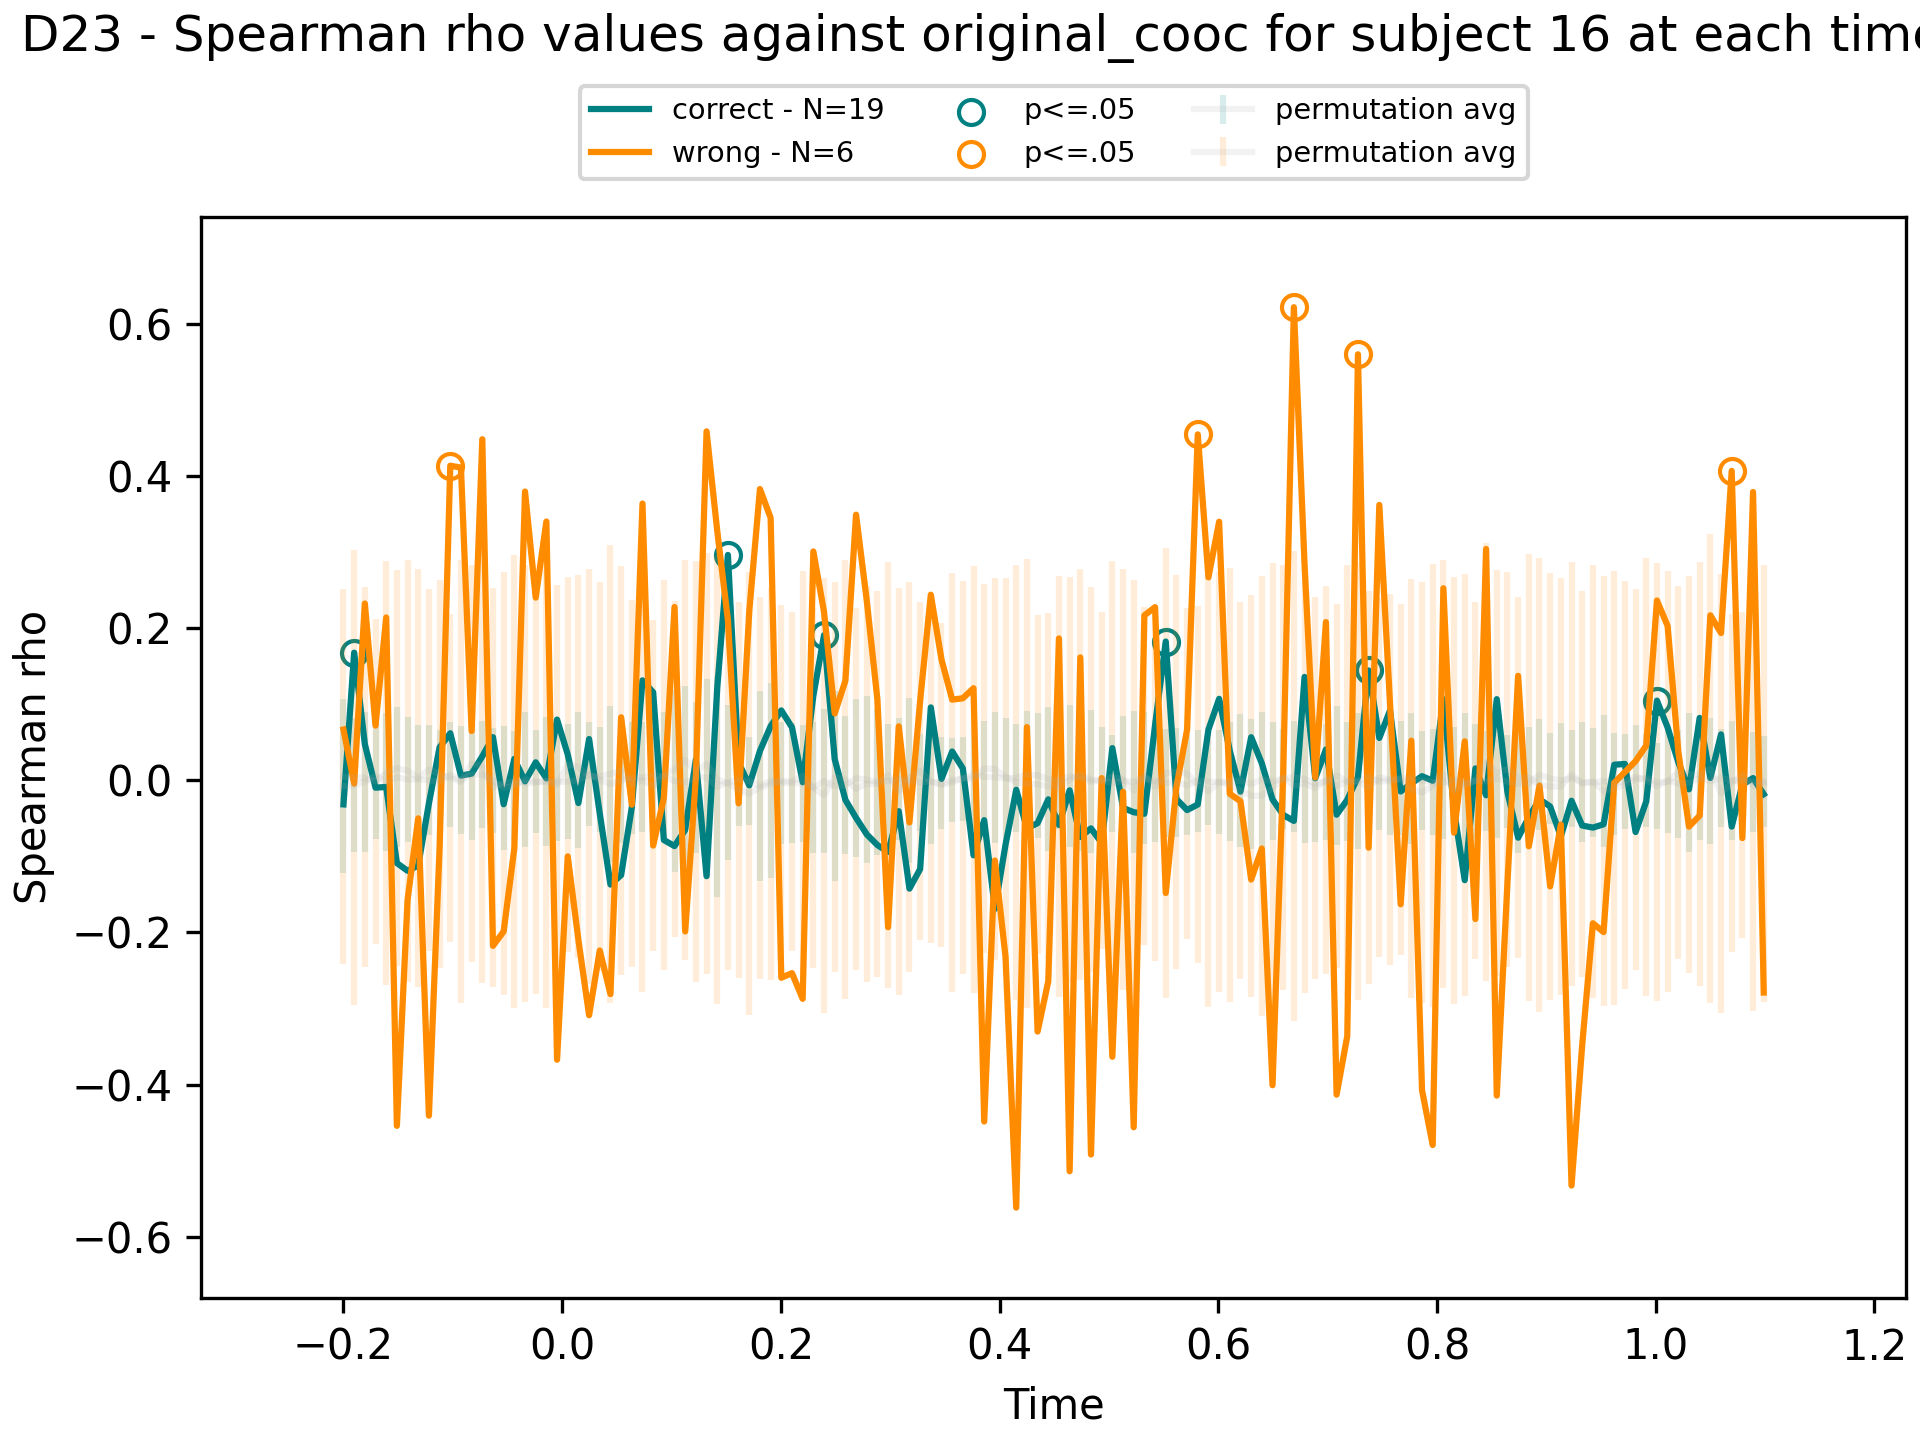 D23 - Spearman rho values against original_cooc for subject 16 at each time
correct - N=19
wrong - N=6
p<=.05
p<=.05
permutation avg
permutation avg
Spearman rho
0.6
0.4
0.2
0.0
−0.2
−0.4
−0.6
−0.2 0.0 0.2 0.4 0.6 0.8 1.0 1.2
Time